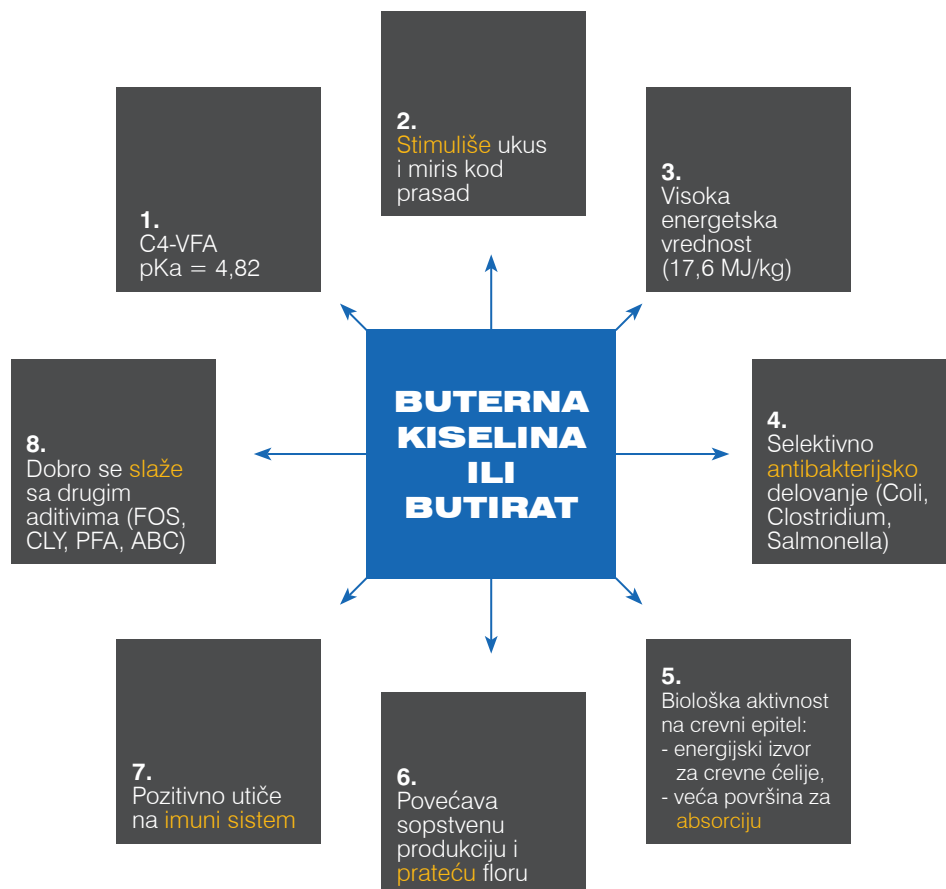 BUTERNA
KISELINA
ILI
BUTIRAT
1.
C4-VFA
pKa = 4,82
2.
Stimuliše ukus
i miris kod
prasad
3.
Visoka
energetska
vrednost
(17,6 MJ/kg)
4.
Selektivno
antibakterijsko
delovanje (Coli,
Clostridium,
Salmonella)
5.
Biološka aktivnost
na crevni epitel:
- energijski izvor
za crevne ćelije,
- veća površina za
absorciju
6.
Povećava
sopstvenu
produkciju i
prateću floru
7.
Pozitivno utiče
na imuni sistem
8.
Dobro se slaže
sa drugim
aditivima (FOS,
CLY, PFA, ABC)